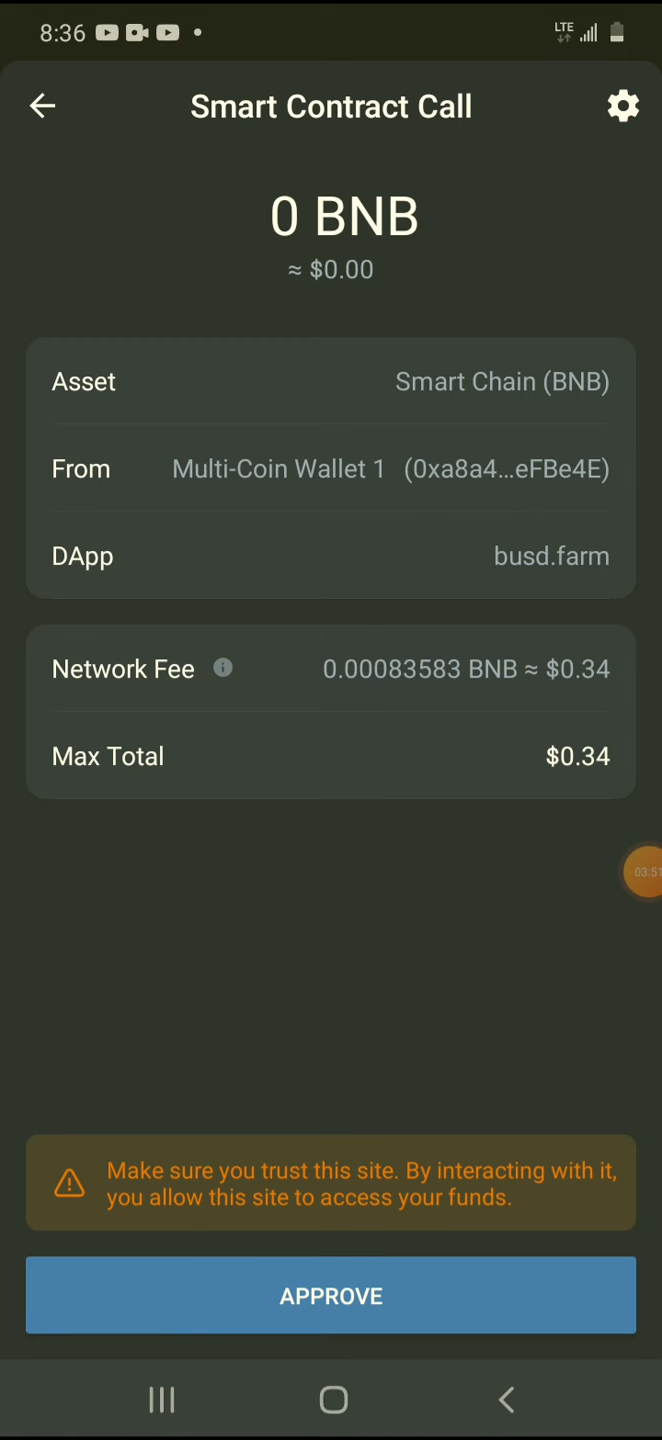 8:36 LTE
Smart Contract Call
0 BNB
≈ $0.00
Asset Smart Chain (BNB)
From Multi-Coin Wallet 1 (0xa8a4...eFBe4E)
DApp busd.farm
Network Fee 0.00083583 BNB ≈ $0.34
Max Total $0.34
03:51
Make sure you trust this site. By interacting with it,
you allow this site to access your funds.
APPROVE